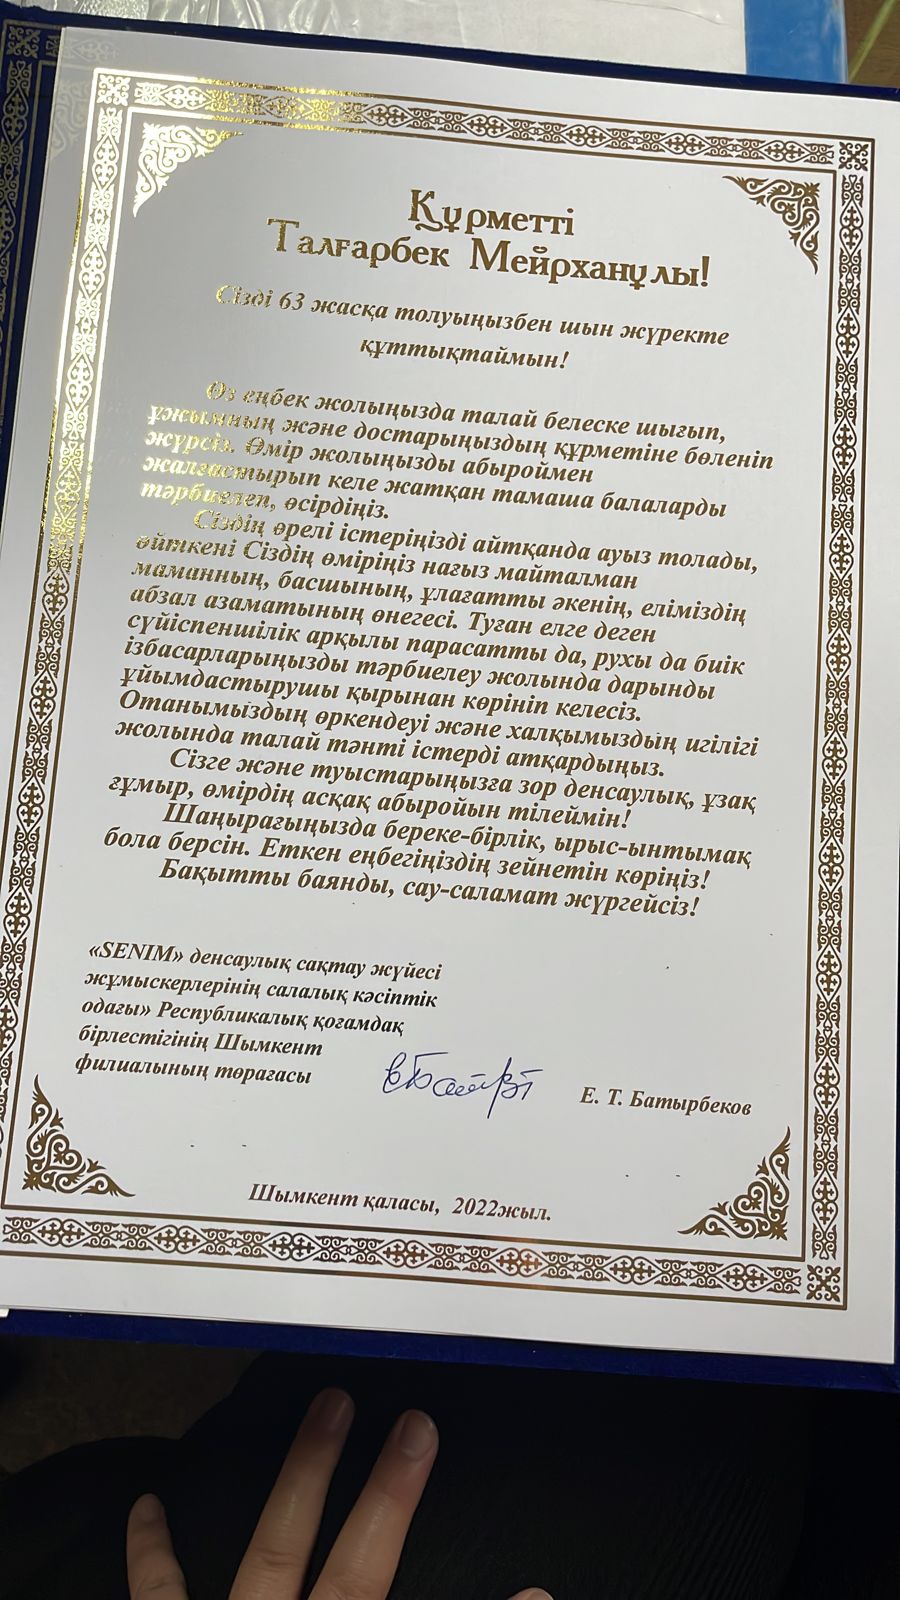 Құрметті
Талғарбек Мейрханұлы!
Сізді 63 жасқа толуыңызбен шын жүректе
құттықтаймын!
Өз еңбек жолыңызда талай белеске шығып,
ұжымның және достарыңыздың құрметіне бөленіп
жүрсіз. Өмір жолыңызды абыроймен
жалғастырып келе жатқан тамаша балаларды
тәрбиелеп, өсірдіңіз.
Сіздің өрелі істеріңізді айтқанда ауыз толады,
өйткені Сіздің өміріңіз нағыз майталман
маманның, басшының, ұлағатты әкенің, еліміздің
абзал азаматының өнегесі. Туған елге деген
сүйіспеншілік арқылы парасатты да, рухы да биік
ізбасарларыңызды тәрбиелеу жолында дарынды
ұйымдастырушы қырынан көрініп келесіз.
Отанымыздың өркендеуі және халқымыздың игілігі
жолында талай тәнті істерді атқардыңыз.
Сізге және туыстарыңызға зор денсаулық, ұзақ
ғұмыр, өмірдің асқақ абыройын тілеймін!
Шаңырағыңызда береке-бірлік, ырыс-ынтымақ
бола берсін. Еткен еңбегіңіздің зейнетін көріңіз!
Бақытты баянды, сау-саламат жүргейсіз!
«SENIM» денсаулық сақтау жүйесі
жұмыскерлерінің салалық кәсіптік
одағы» Республикалық қоғамдақ
бірлестігінің Шымкент
филиалының төрағасы
Е. Т. Батырбеков
Шымкент қаласы, 2022жыл.